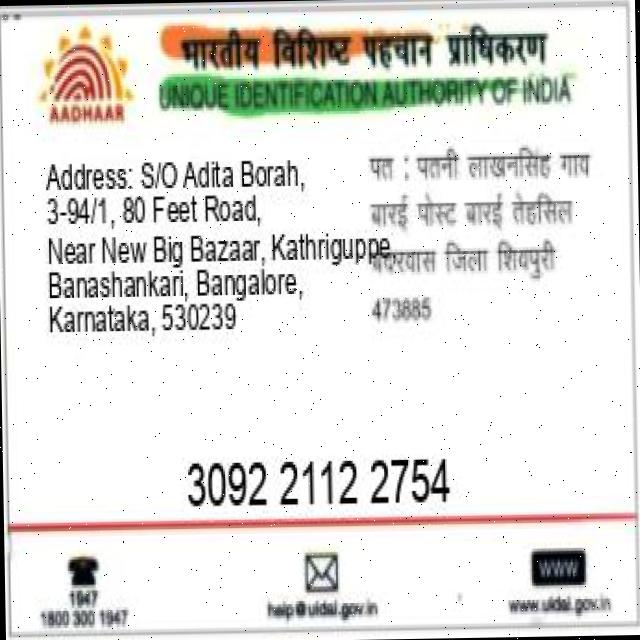 भारतीय विशिष्ट पहचान प्राधिकरण
UNIQUE IDENTIFICATION AUTHORITY OF INDIA
AADHAAR
Address: S/O Adita Borah,
3-94/1, 80 Feet Road,
Near New Big Bazaar, Kathriguppe
Banashankari, Bangalore,
Karnataka, 530239
पत : पतनी लाखनसिंह गाव
बारई पोस्ट बारई तेहसिल
जिला शिवपुरी
473885
3092 2112 2754
1947
1800 300 1947
help@uidai.gov.in
WWW
www.uidai.gov.in